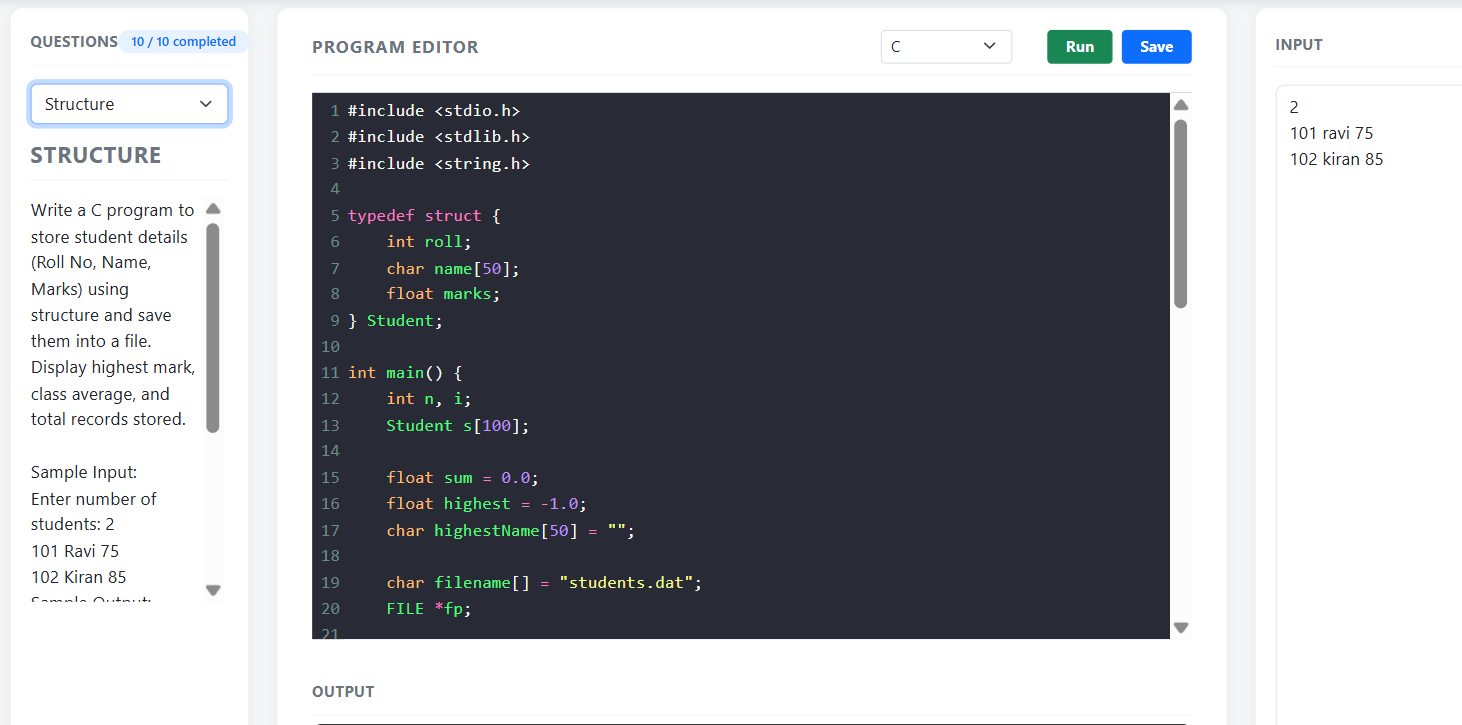 QUESTIONS 10 / 10 completed
Structure
STRUCTURE
Write a C program to
store student details
(Roll No, Name,
Marks) using
structure and save
them into a file.
Display highest mark,
class average, and
total records stored.
Sample Input:
Enter number of
students: 2
101 Ravi 75
102 Kiran 85
Sample Output:
PROGRAM EDITOR
C
Run
Save
1 #include <stdio.h>
2 #include <stdlib.h>
3 #include <string.h>
4
5 typedef struct {
6     int roll;
7     char name[50];
8     float marks;
9 } Student;
10
11 int main() {
12     int n, i;
13     Student s[100];
14
15     float sum = 0.0;
16     float highest = -1.0;
17     char highestName[50] = "";
18
19     char filename[] = "students.dat";
20     FILE *fp;
21
OUTPUT
INPUT
2
101 ravi 75
102 kiran 85